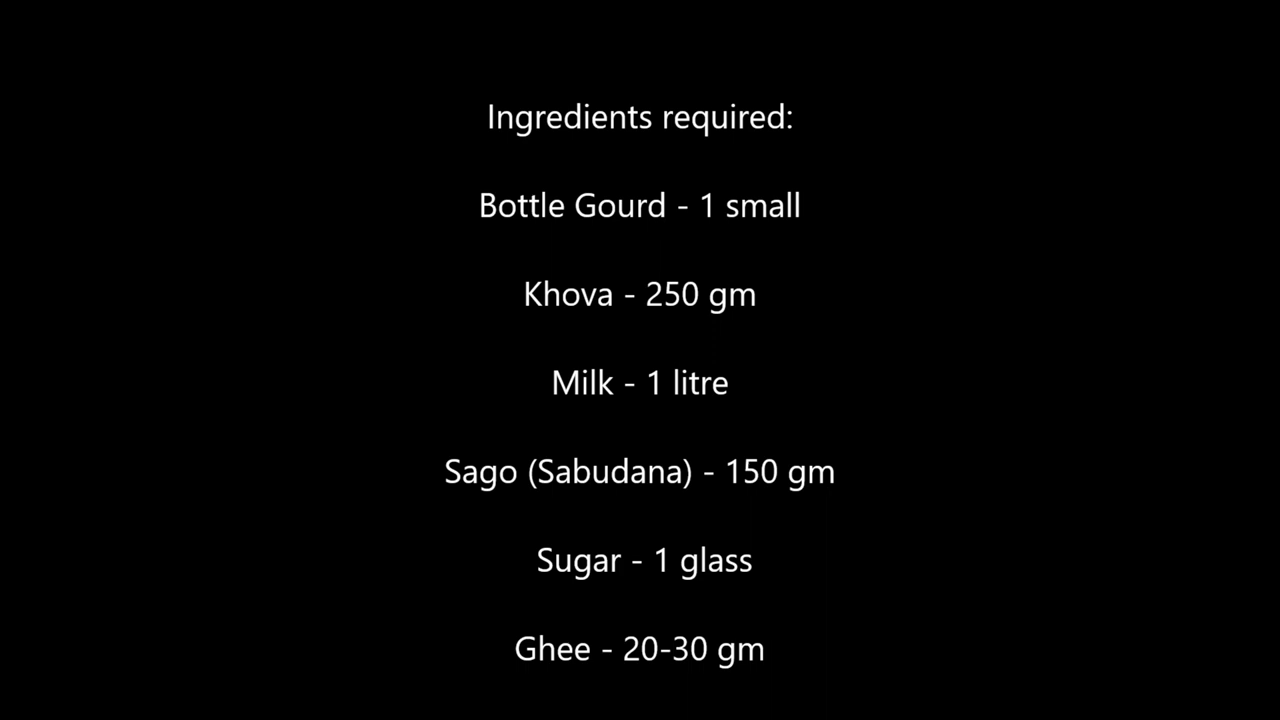 Ingredients required:
Bottle Gourd - 1 small
Khova - 250 gm
Milk - 1 litre
Sago (Sabudana) - 150 gm
Sugar - 1 glass
Ghee - 20-30 gm